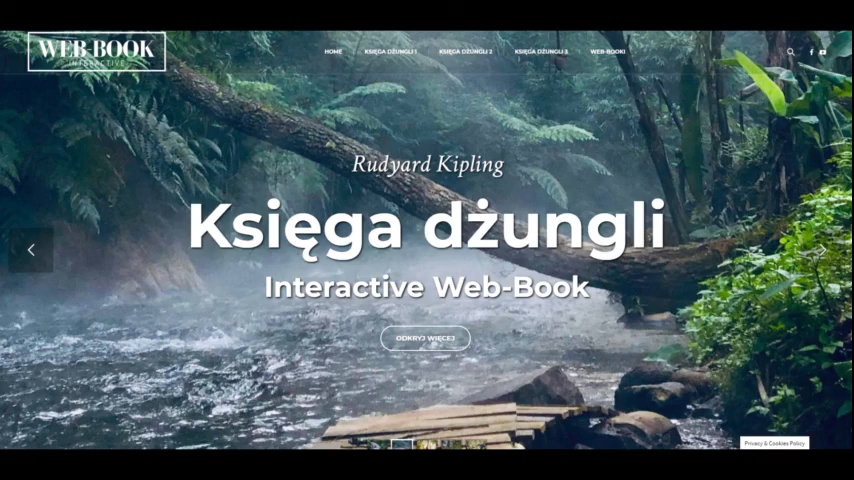 WEB-BOOK
INTERACTIVE
HOME
KSIĘGA DŻUNGLI 1
KSIĘGA DŻUNGLI 2
KSIĘGA DŻUNGLI 3
WEB-BOOKI
Rudyard Kipling
Księga dżungli
Interactive Web-Book
ODKRYJ WIĘCEJ
Privacy & Cookies Policy